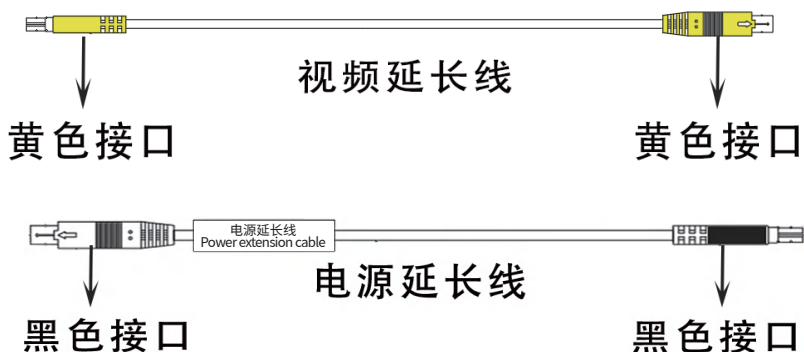 视频延长线
黄色接口
黄色接口
电源延长线
Power extension cable
电源延长线
黑色接口
黑色接口